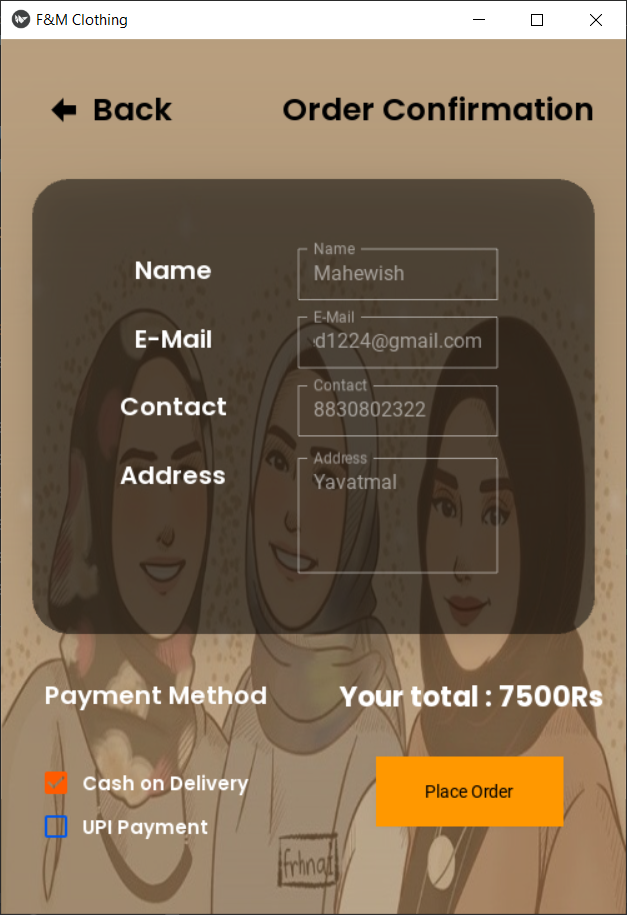 F&M Clothing
Back
Order Confirmation
Name
Name
Mahewish
E-Mail
E-Mail
d1224@gmail.com
Contact
Contact
8830802322
Address
Address
Yavatmal
Payment Method
Your total : 7500Rs
Cash on Delivery
Place Order
UPI Payment
frhnat